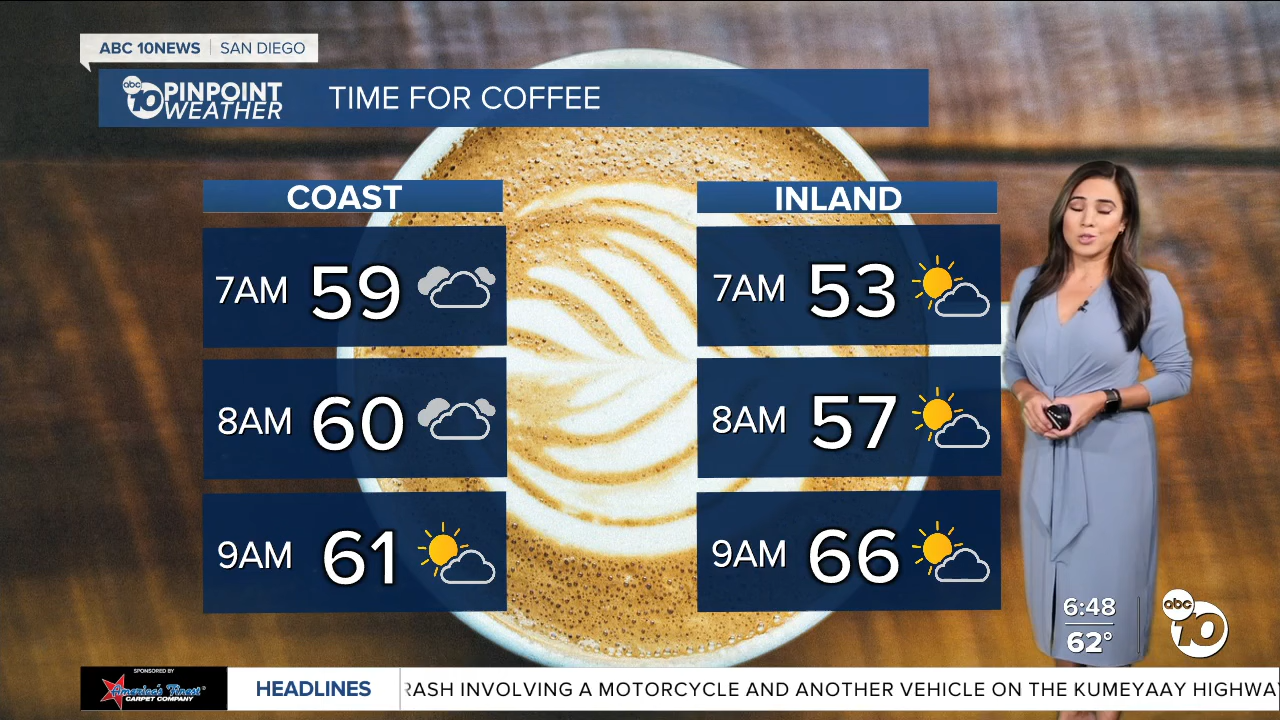 ABC 10NEWS | SAN DIEGO
abc 10 PINPOINT WEATHER
TIME FOR COFFEE
COAST
7AM 59
8AM 60
9AM 61
INLAND
7AM 53
8AM 57
9AM 66
6:48
62°
abc 10
SPONSORED BY
America's Finest
CARPET COMPANY
HEADLINES
RASH INVOLVING A MOTORCYCLE AND ANOTHER VEHICLE ON THE KUMEYAAY HIGHWAY